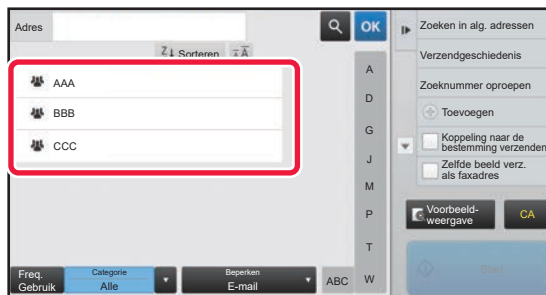 Adres
OK
Sorteren
AAA
BBB
CCC
A
D
G
J
M
P
T
W
ABC
Freq.
Gebruik
Categorie
Alle
Beperken
E-mail
Zoeken in alg. adressen
Verzendgeschiedenis
Zoeknummer oproepen
Toevoegen
Koppeling naar de
bestemming verzenden
Zelfde beeld verz.
als faxadres
Voorbeeld-
weergave
CA
Start